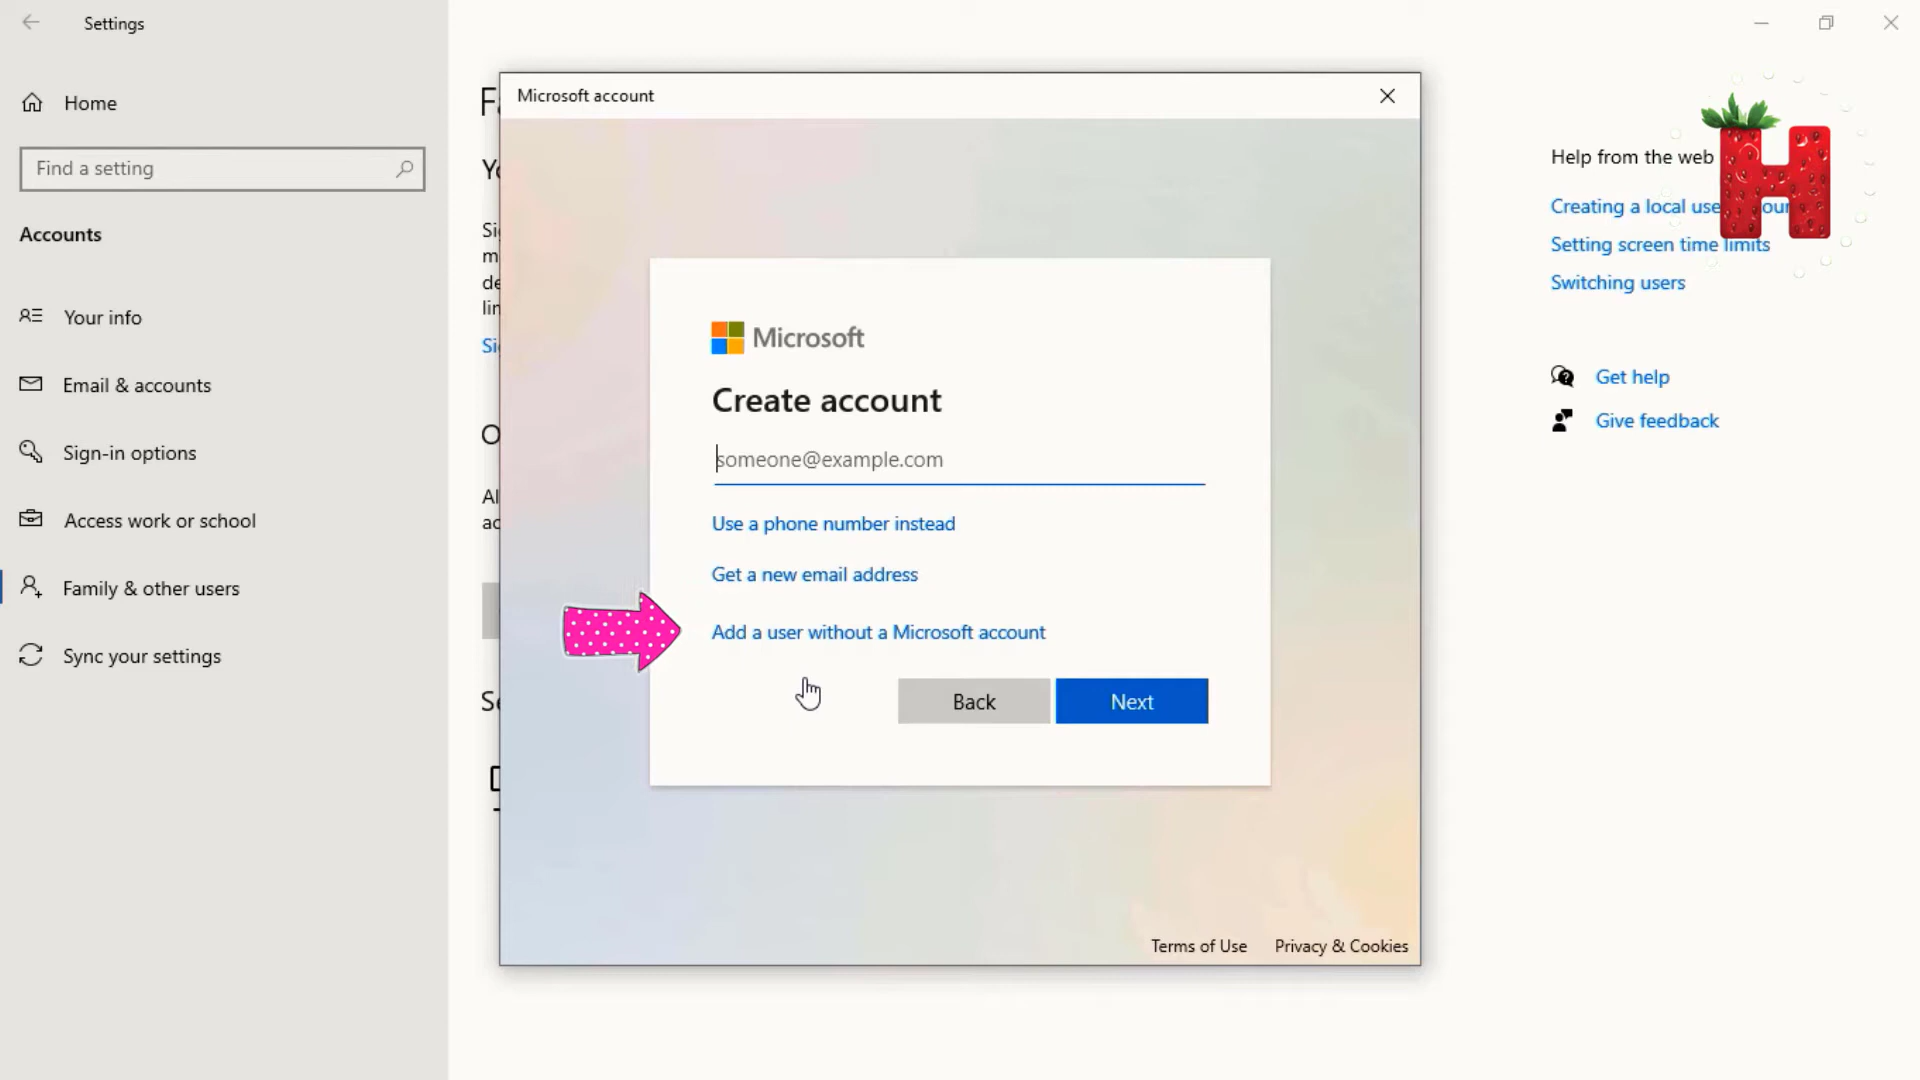 Settings
Home
Find a setting
Accounts
Your info
Email & accounts
Sign-in options
Access work or school
Family & other users
Sync your settings
Microsoft account
Microsoft
Create account
someone@example.com
Use a phone number instead
Get a new email address
Add a user without a Microsoft account
Back
Next
Terms of Use
Privacy & Cookies
Help from the web
Creating a local
Setting screen time limits
Switching users
Get help
Give feedback
H